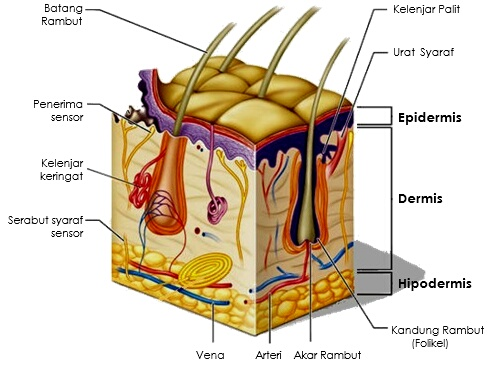 Batang
Rambut
Kelenjar Palit
Urat Syaraf
Penerima
sensor
Epidermis
Kelenjar
keringat
Dermis
Serabut syaraf
sensor
Hipodermis
Kandung Rambut
(Folikel)
Vena
Arteri
Akar Rambut